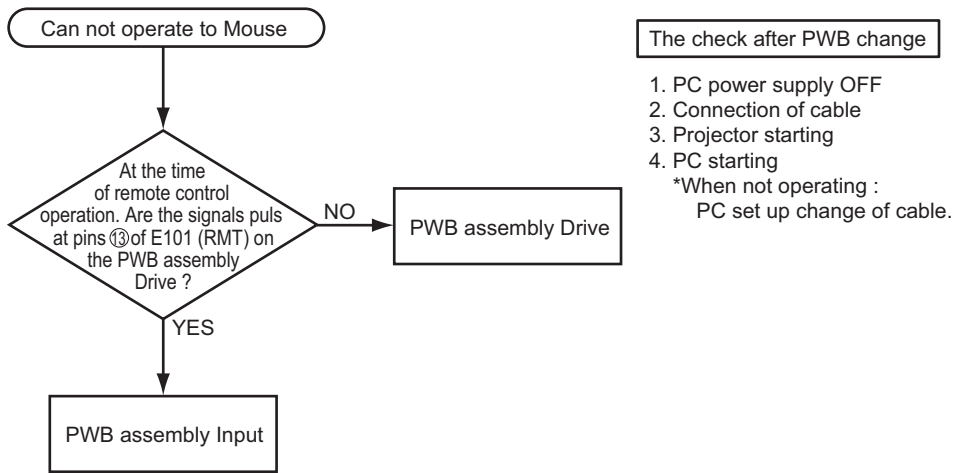 Can not operate to Mouse
At the time
of remote control
operation. Are the signals puls
at pins ⑬ of E101 (RMT) on
the PWB assembly
Drive ?
NO
PWB assembly Drive
YES
PWB assembly Input
The check after PWB change
1. PC power supply OFF
2. Connection of cable
3. Projector starting
4. PC starting
*When not operating :
PC set up change of cable.